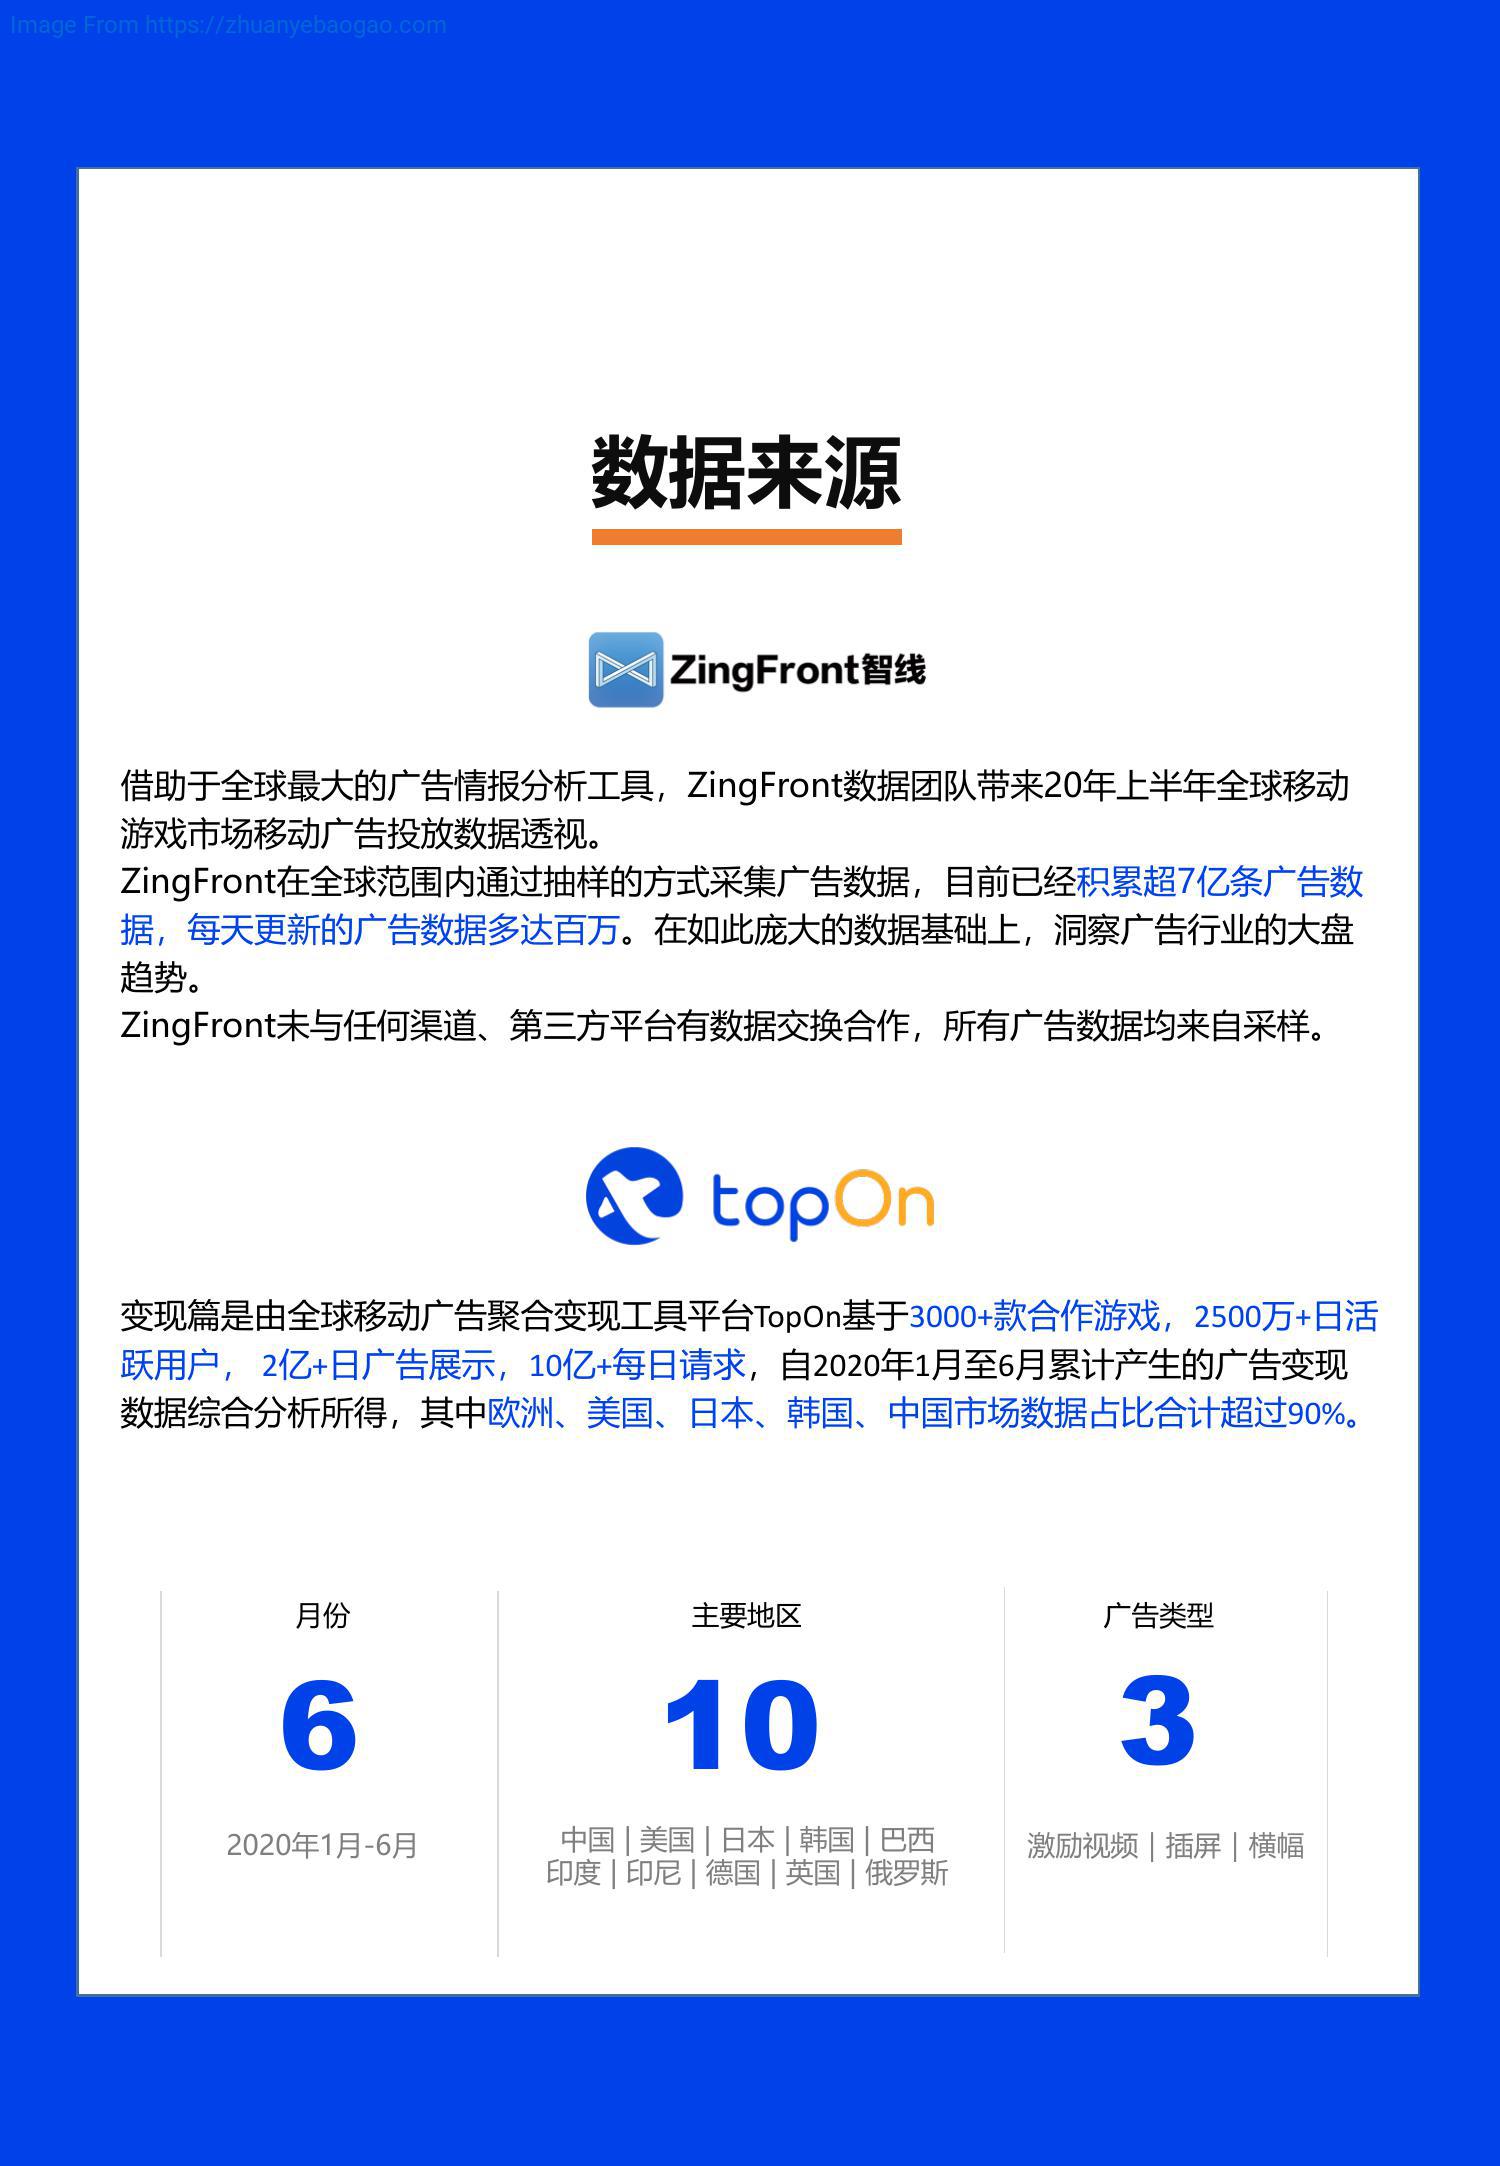 Image From https://zhuanyebaogao.com
数据来源
ZingFront智线
借助于全球最大的广告情报分析工具，ZingFront数据团队带来20年上半年全球移动
游戏市场移动广告投放数据透视。
ZingFront在全球范围内通过抽样的方式采集广告数据，目前已经积累超7亿条广告数
据，每天更新的广告数据多达百万。在如此庞大的数据基础上，洞察广告行业的大盘
趋势。
ZingFront未与任何渠道、第三方平台有数据交换合作，所有广告数据均来自采样。
topOn
变现篇是由全球移动广告聚合变现工具平台TopOn基于3000+款合作游戏，2500万+日活
跃用户， 2亿+日广告展示，10亿+每日请求，自2020年1月至6月累计产生的广告变现
数据综合分析所得，其中欧洲、美国、日本、韩国、中国市场数据占比合计超过90%。
月份
6
2020年1月-6月
主要地区
10
中国 | 美国 | 日本 | 韩国 | 巴西
印度 | 印尼 | 德国 | 英国 | 俄罗斯
广告类型
3
激励视频 | 插屏 | 横幅